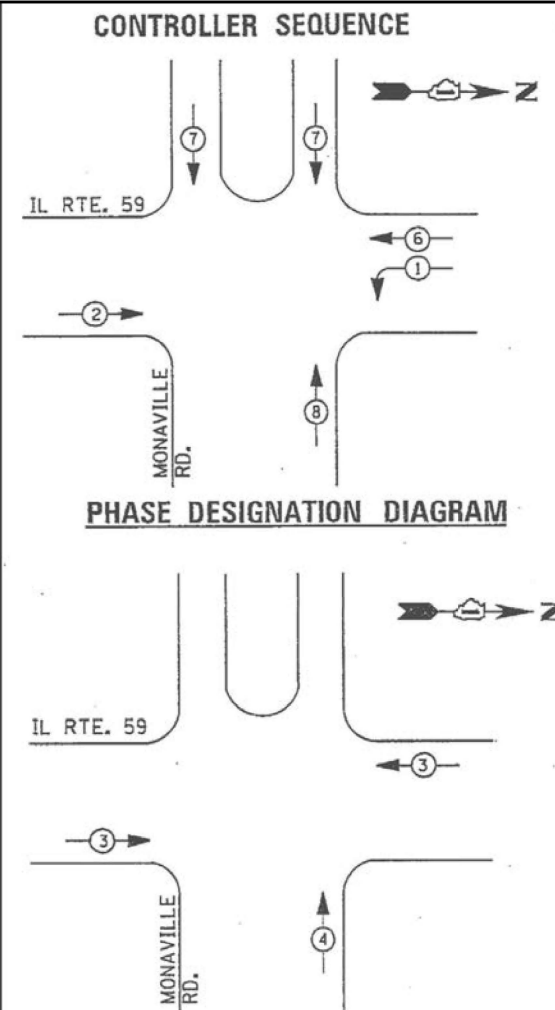 CONTROLLER SEQUENCE
N
7
7
IL RTE. 59
6
1
2
8
MONAVILLE
RD.
PHASE DESIGNATION DIAGRAM
N
IL RTE. 59
3
3
4
MONAVILLE
RD.